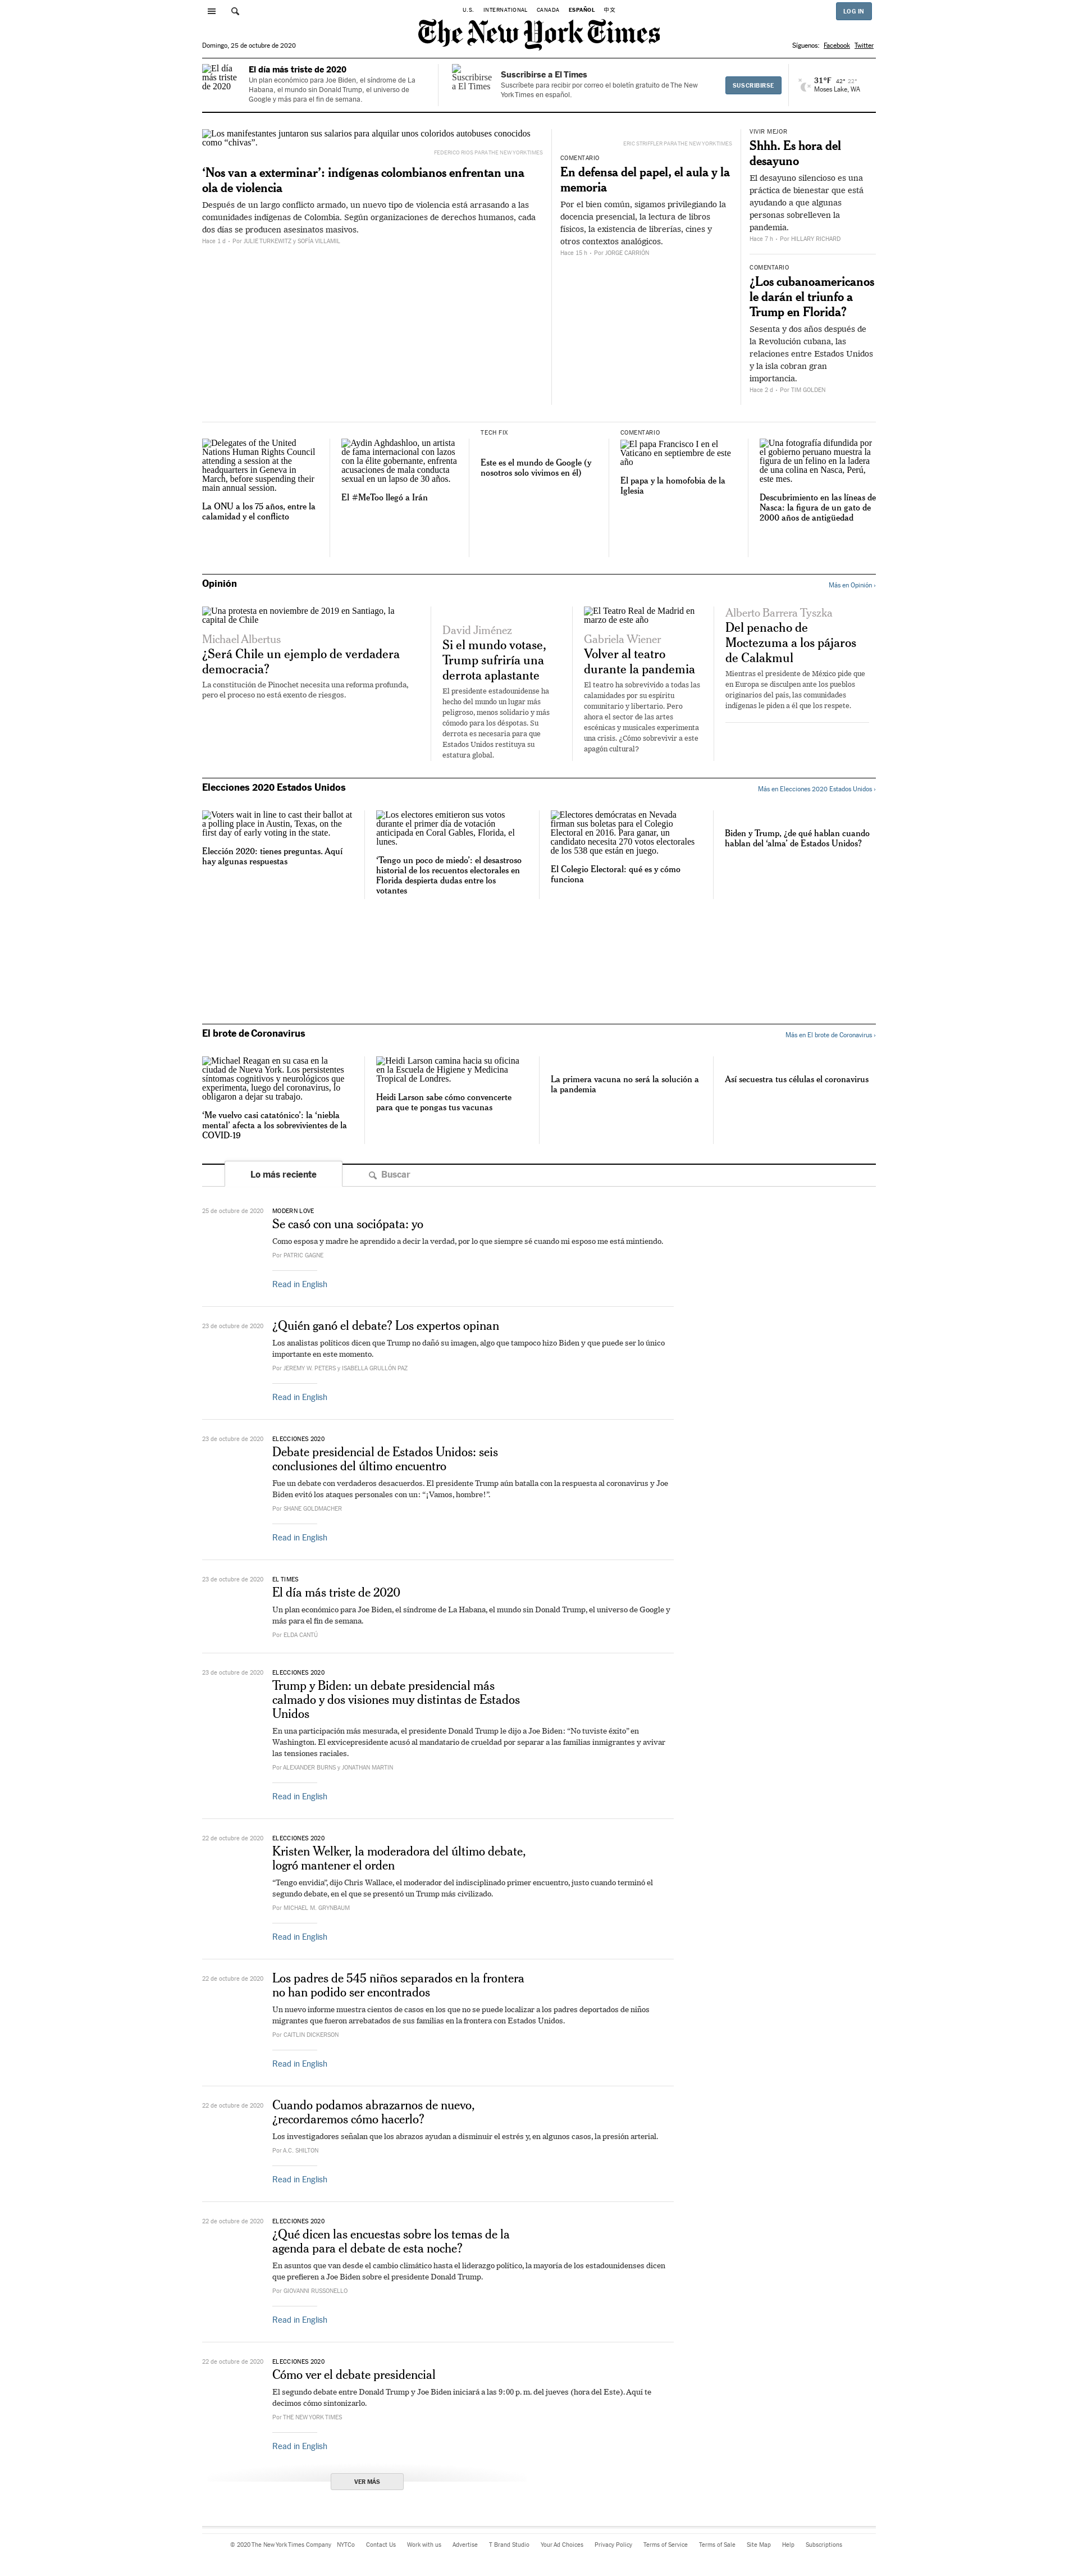 U.S. INTERNATIONAL CANADA ESPAÑOL 中文
LOG IN
The New York Times
Domingo, 25 de octubre de 2020
Síguenos: Facebook Twitter
El día más triste de 2020
El día más triste de 2020
Un plan económico para Joe Biden, el síndrome de La
Habana, el mundo sin Donald Trump, el universo de
Google y más para el fin de semana.
Suscribirse a El Times
Suscribirse a El Times
Suscríbete para recibir por correo el boletín gratuito de The New
York Times en español.
SUSCRIBIRSE
31°F 42° 22°
Moses Lake, WA
Los manifestantes juntaron sus salarios para alquilar unos coloridos autobuses conocidos
como “chivas”.
FEDERICO RIOS PARA THE NEW YORK TIMES
‘Nos van a exterminar’: indígenas colombianos enfrentan una
ola de violencia
Después de un largo conflicto armado, un nuevo tipo de violencia está arrasando a las
comunidades indígenas de Colombia. Según organizaciones de derechos humanos, cada
dos días se producen asesinatos masivos.
Hace 1 d - Por JULIE TURKEWITZ y SOFÍA VILLAMIL
ERIC STRIFFLER PARA THE NEW YORK TIMES
COMENTARIO
En defensa del papel, el aula y la
memoria
Por el bien común, sigamos privilegiando la
docencia presencial, la lectura de libros
físicos, la existencia de librerías, cines y
otros contextos analógicos.
Hace 15 h - Por JORGE CARRIÓN
VIVIR MEJOR
Shhh. Es hora del
desayuno
El desayuno silencioso es una
práctica de bienestar que está
ayudando a que algunas
personas sobrelleven la
pandemia.
Hace 7 h - Por HILLARY RICHARD
COMENTARIO
¿Los cubanoamericanos
le darán el triunfo a
Trump en Florida?
Sesenta y dos años después de
la Revolución cubana, las
relaciones entre Estados Unidos
y la isla cobran gran
importancia.
Hace 2 d - Por TIM GOLDEN
Delegates of the United
Nations Human Rights Council
attending a session at the
headquarters in Geneva in
March, before suspending their
main annual session.
La ONU a los 75 años, entre la
calamidad y el conflicto
Aydin Aghdashloo, un artista
de fama internacional con lazos
con la élite gobernante, enfrenta
acusaciones de mala conducta
sexual en un lapso de 30 años.
El #MeToo llegó a Irán
TECH FIX
Este es el mundo de Google (y
nosotros solo vivimos en él)
COMENTARIO
El papa Francisco I en el
Vaticano en septiembre de este
año
El papa y la homofobia de la
Iglesia
Una fotografía difundida por
el gobierno peruano muestra la
figura de un felino en la ladera
de una colina en Nasca, Perú,
este mes.
Descubrimiento en las líneas de
Nasca: la figura de un gato de
2000 años de antigüedad
Opinión
Más en Opinión ›
Una protesta en noviembre de 2019 en Santiago, la
capital de Chile
Michael Albertus
¿Será Chile un ejemplo de verdadera
democracia?
La constitución de Pinochet necesita una reforma profunda,
pero el proceso no está exento de riesgos.
David Jiménez
Si el mundo votase,
Trump sufriría una
derrota aplastante
El presidente estadounidense ha
hecho del mundo un lugar más
peligroso, menos solidario y más
cómodo para los déspotas. Su
derrota es necesaria para que
Estados Unidos restituya su
estatura global.
El Teatro Real de Madrid en
marzo de este año
Gabriela Wiener
Volver al teatro
durante la pandemia
El teatro ha sobrevivido a todas las
calamidades por su espíritu
comunitario y libertario. Pero
ahora el sector de las artes
escénicas y musicales experimenta
una crisis. ¿Cómo sobrevivir a este
apagón cultural?
Alberto Barrera Tyszka
Del penacho de
Moctezuma a los pájaros
de Calakmul
Mientras el presidente de México pide que
en Europa se disculpen ante los pueblos
originarios del país, las comunidades
indígenas le piden a él que los respete.
Elecciones 2020 Estados Unidos
Más en Elecciones 2020 Estados Unidos ›
Voters wait in line to cast their ballot at
a polling place in Austin, Texas, on the
first day of early voting in the state.
Elección 2020: tienes preguntas. Aquí
hay algunas respuestas
Los electores emitieron sus votos
durante el primer día de votación
anticipada en Coral Gables, Florida, el
lunes.
‘Tengo un poco de miedo’: el desastroso
historial de los recuentos electorales en
Florida despierta dudas entre los
votantes
Electores demócratas en Nevada
firman sus boletas para el Colegio
Electoral en 2016. Para ganar, un
candidato necesita 270 votos electorales
de los 538 que están en juego.
El Colegio Electoral: qué es y cómo
funciona
Biden y Trump, ¿de qué hablan cuando
hablan del ‘alma’ de Estados Unidos?
El brote de Coronavirus
Más en El brote de Coronavirus ›
Michael Reagan en su casa en la
ciudad de Nueva York. Los persistentes
síntomas cognitivos y neurológicos que
experimenta, luego del coronavirus, lo
obligaron a dejar su trabajo.
‘Me vuelvo casi catatónico’: la ‘niebla
mental’ afecta a los sobrevivientes de la
COVID-19
Heidi Larson camina hacia su oficina
en la Escuela de Higiene y Medicina
Tropical de Londres.
Heidi Larson sabe cómo convencerte
para que te pongas tus vacunas
La primera vacuna no será la solución a
la pandemia
Así secuestra tus células el coronavirus
Lo más reciente
Buscar
25 de octubre de 2020
MODERN LOVE
Se casó con una sociópata: yo
Como esposa y madre he aprendido a decir la verdad, por lo que siempre sé cuando mi esposo me está mintiendo.
Por PATRIC GAGNE
Read in English
23 de octubre de 2020
¿Quién ganó el debate? Los expertos opinan
Los analistas políticos dicen que Trump no dañó su imagen, algo que tampoco hizo Biden y que puede ser lo único
importante en este momento.
Por JEREMY W. PETERS y ISABELLA GRULLÓN PAZ
Read in English
23 de octubre de 2020
ELECCIONES 2020
Debate presidencial de Estados Unidos: seis
conclusiones del último encuentro
Fue un debate con verdaderos desacuerdos. El presidente Trump aún batalla con la respuesta al coronavirus y Joe
Biden evitó los ataques personales con un: “¡Vamos, hombre!”.
Por SHANE GOLDMACHER
Read in English
23 de octubre de 2020
EL TIMES
El día más triste de 2020
Un plan económico para Joe Biden, el síndrome de La Habana, el mundo sin Donald Trump, el universo de Google y
más para el fin de semana.
Por ELDA CANTÚ
23 de octubre de 2020
ELECCIONES 2020
Trump y Biden: un debate presidencial más
calmado y dos visiones muy distintas de Estados
Unidos
En una participación más mesurada, el presidente Donald Trump le dijo a Joe Biden: “No tuviste éxito” en
Washington. El exvicepresidente acusó al mandatario de crueldad por separar a las familias inmigrantes y avivar
las tensiones raciales.
Por ALEXANDER BURNS y JONATHAN MARTIN
Read in English
22 de octubre de 2020
ELECCIONES 2020
Kristen Welker, la moderadora del último debate,
logró mantener el orden
“Tengo envidia”, dijo Chris Wallace, el moderador del indisciplinado primer encuentro, justo cuando terminó el
segundo debate, en el que se presentó un Trump más civilizado.
Por MICHAEL M. GRYNBAUM
Read in English
22 de octubre de 2020
Los padres de 545 niños separados en la frontera
no han podido ser encontrados
Un nuevo informe muestra cientos de casos en los que no se puede localizar a los padres deportados de niños
migrantes que fueron arrebatados de sus familias en la frontera con Estados Unidos.
Por CAITLIN DICKERSON
Read in English
22 de octubre de 2020
Cuando podamos abrazarnos de nuevo,
¿recordaremos cómo hacerlo?
Los investigadores señalan que los abrazos ayudan a disminuir el estrés y, en algunos casos, la presión arterial.
Por A.C. SHILTON
Read in English
22 de octubre de 2020
ELECCIONES 2020
¿Qué dicen las encuestas sobre los temas de la
agenda para el debate de esta noche?
En asuntos que van desde el cambio climático hasta el liderazgo político, la mayoría de los estadounidenses dicen
que prefieren a Joe Biden sobre el presidente Donald Trump.
Por GIOVANNI RUSSONELLO
Read in English
22 de octubre de 2020
ELECCIONES 2020
Cómo ver el debate presidencial
El segundo debate entre Donald Trump y Joe Biden iniciará a las 9:00 p. m. del jueves (hora del Este). Aquí te
decimos cómo sintonizarlo.
Por THE NEW YORK TIMES
Read in English
VER MÁS
© 2020 The New York Times Company NYTCo Contact Us Work with us Advertise T Brand Studio Your Ad Choices Privacy Policy Terms of Service Terms of Sale Site Map Help Subscriptions